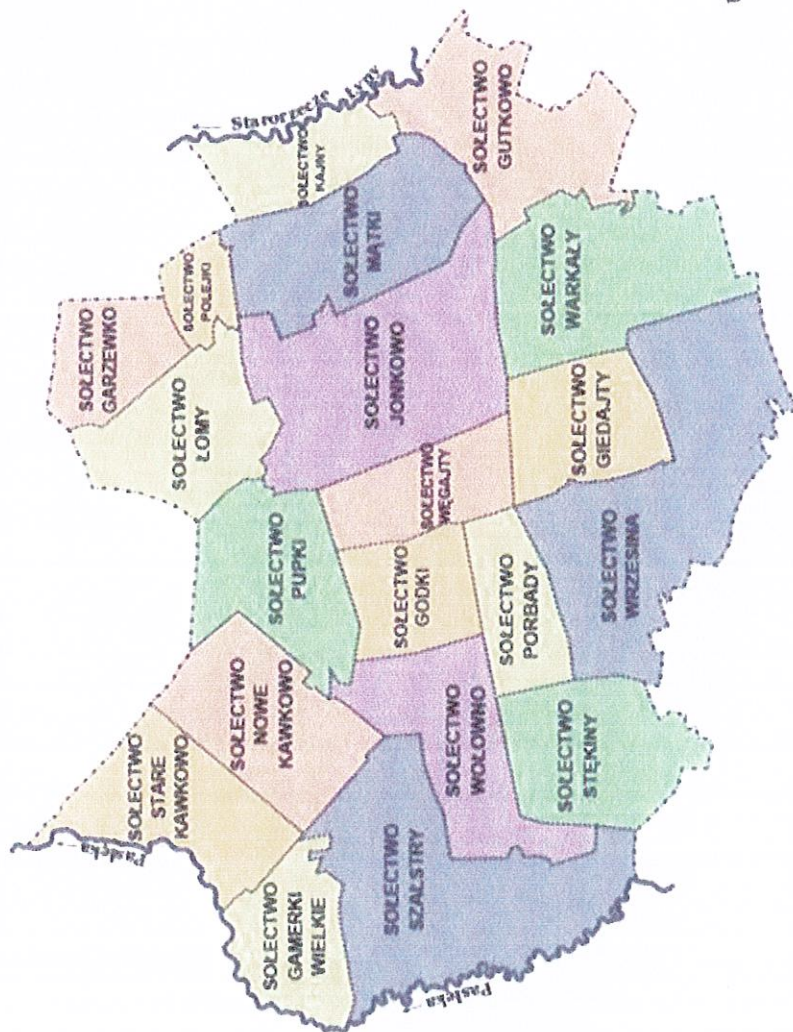 Pasłęka
SOŁECTWO
GARZEWKO
SOŁECTWO
STARE
KAWKOWO
SOŁECTWO
ŁOMY
SOŁECTWO
POLEJKI
SOŁECTWO
NOWE
KAWKOWO
SOŁECTWO
PUPKI
Starorzecze Łyny
SOŁECTWO
KAJNY
SOŁECTWO
GAMERKI
WIELKIE
SOŁECTWO
MĄTKI
SOŁECTWO
JONKOWO
SOŁECTWO
SZAŁSTRY
SOŁECTWO
GODKI
SOŁECTWO
WĘGAJTY
SOŁECTWO
WOŁOWNO
Pasłęka
SOŁECTWO
GUTKOWO
SOŁECTWO
PORBADY
SOŁECTWO
WARKAŁY
SOŁECTWO
STĘKINY
SOŁECTWO
GIEDAJTY
SOŁECTWO
WRZESINA